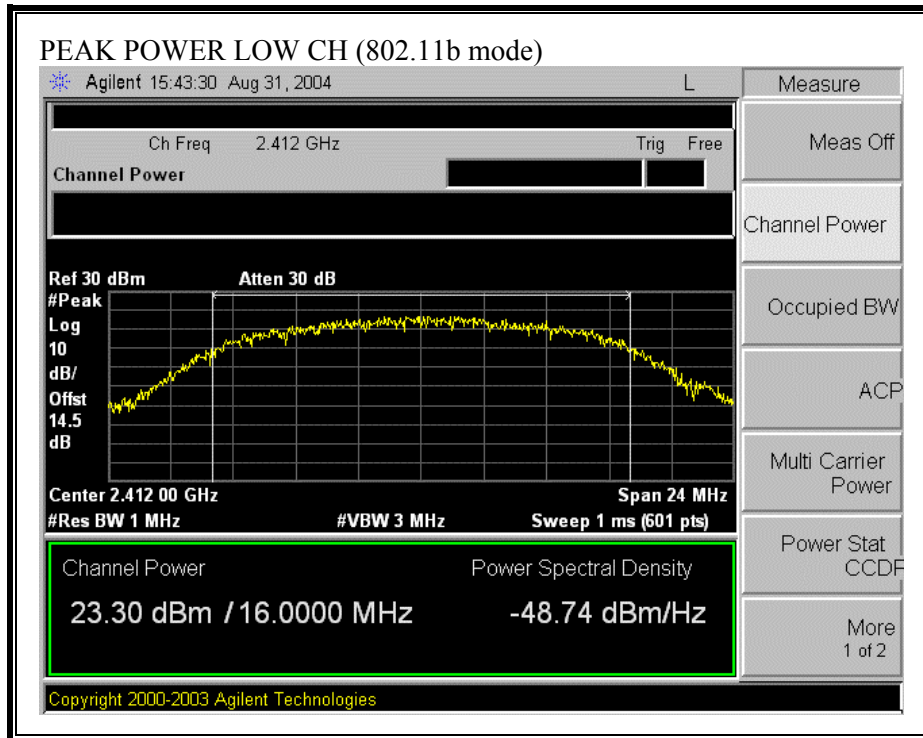 PEAK POWER LOW CH (802.11b mode)
Agilent 15:43:30 Aug 31, 2004 L
Measure
Ch Freq 2.412 GHz Trig Free
Channel Power
Meas Off
Channel Power
Occupied BW
ACP
Multi Carrier
Power
Power Stat
CCDF
More
1 of 2
Ref 30 dBm Atten 30 dB
#Peak
Log
10
dB/
Offst
14.5
dB
Center 2.412 00 GHz Span 24 MHz
#Res BW 1 MHz #VBW 3 MHz Sweep 1 ms (601 pts)
Channel Power Power Spectral Density
23.30 dBm / 16.0000 MHz -48.74 dBm/Hz
Copyright 2000-2003 Agilent Technologies